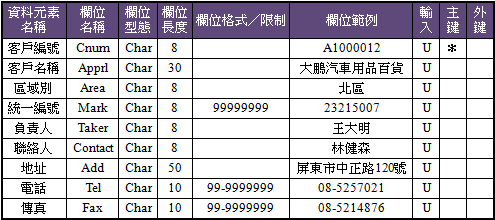 資料元素名稱 欄位名稱 欄位型態 欄位長度 欄位格式／限制 欄位範例 輸入 主鍵 外鍵
客戶編號 Cnum Char 8 A1000012 U *
客戶名稱 Apprl Char 30 大鵬汽車用品百貨 U
區域別 Area Char 8 北區 U
統一編號 Mark Char 8 99999999 23215007 U
負責人 Taker Char 8 王大明 U
聯絡人 Contact Char 8 林健森 U
地址 Add Char 50 屏東市中正路120號 U
電話 Tel Char 10 99-9999999 08-5257021 U
傳真 Fax Char 10 99-9999999 08-5214876 U